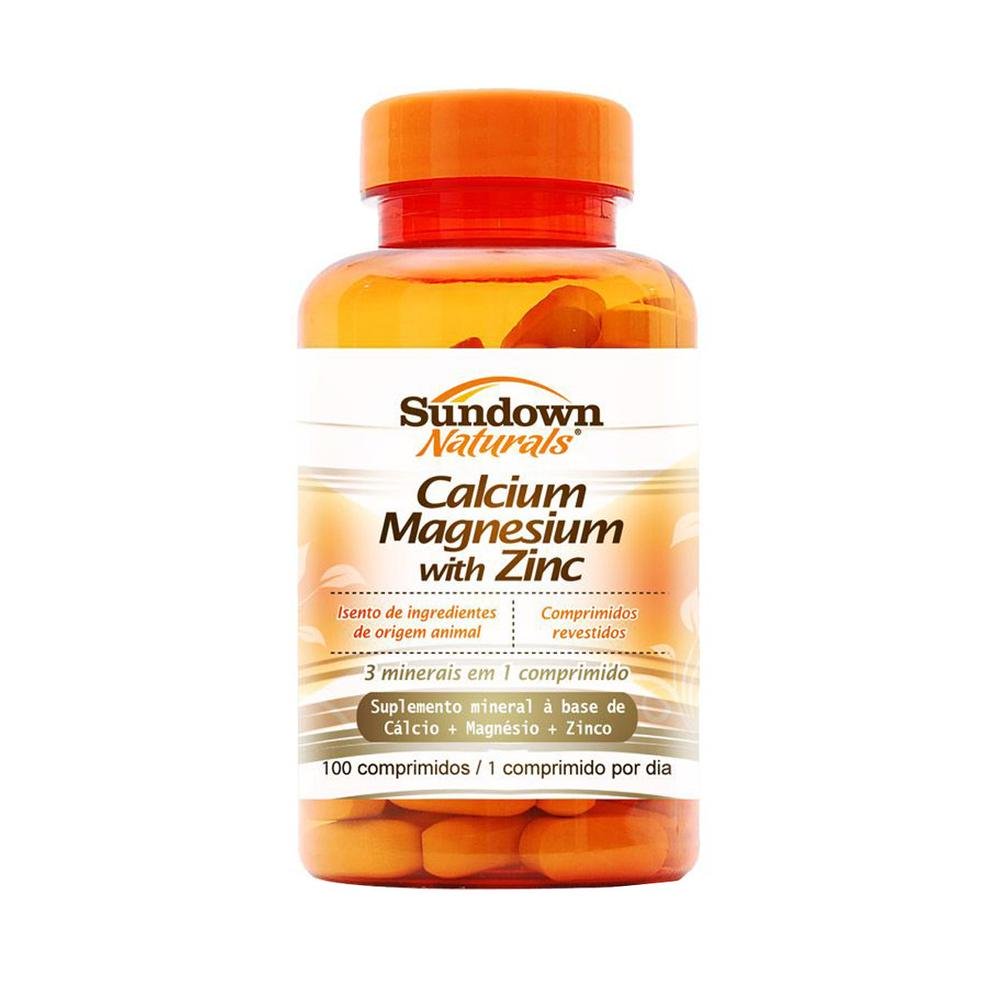 Sundown
Naturals®
Calcium
Magnesium
with Zinc
Isento de ingredientes
de origem animal
Comprimidos
revestidos
3 minerais em 1 comprimido
Suplemento mineral à base de
Cálcio + Magnésio + Zinco
100 comprimidos / 1 comprimido por dia